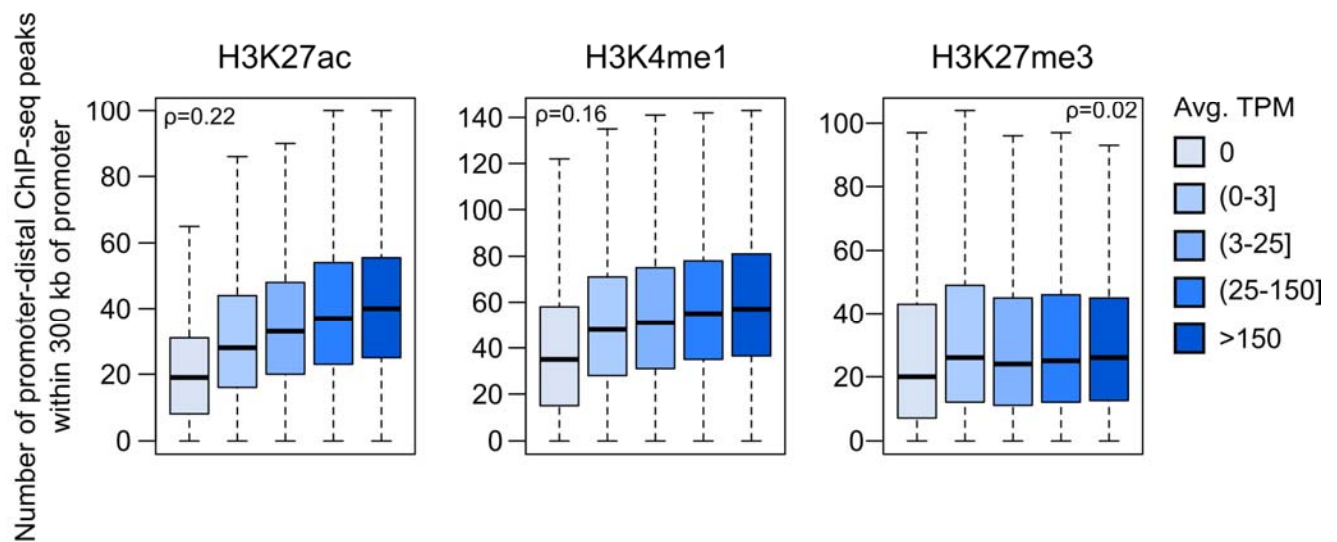 Number of promoter-distal ChIP-seq peaks
within 300 kb of promoter
H3K27ac
ρ=0.22
100
80
60
40
20
0
H3K4me1
ρ=0.16
140
120
100
80
60
40
20
0
H3K27me3
ρ=0.02
100
80
60
40
20
0
Avg. TPM
0
(0-3]
(3-25]
(25-150]
>150